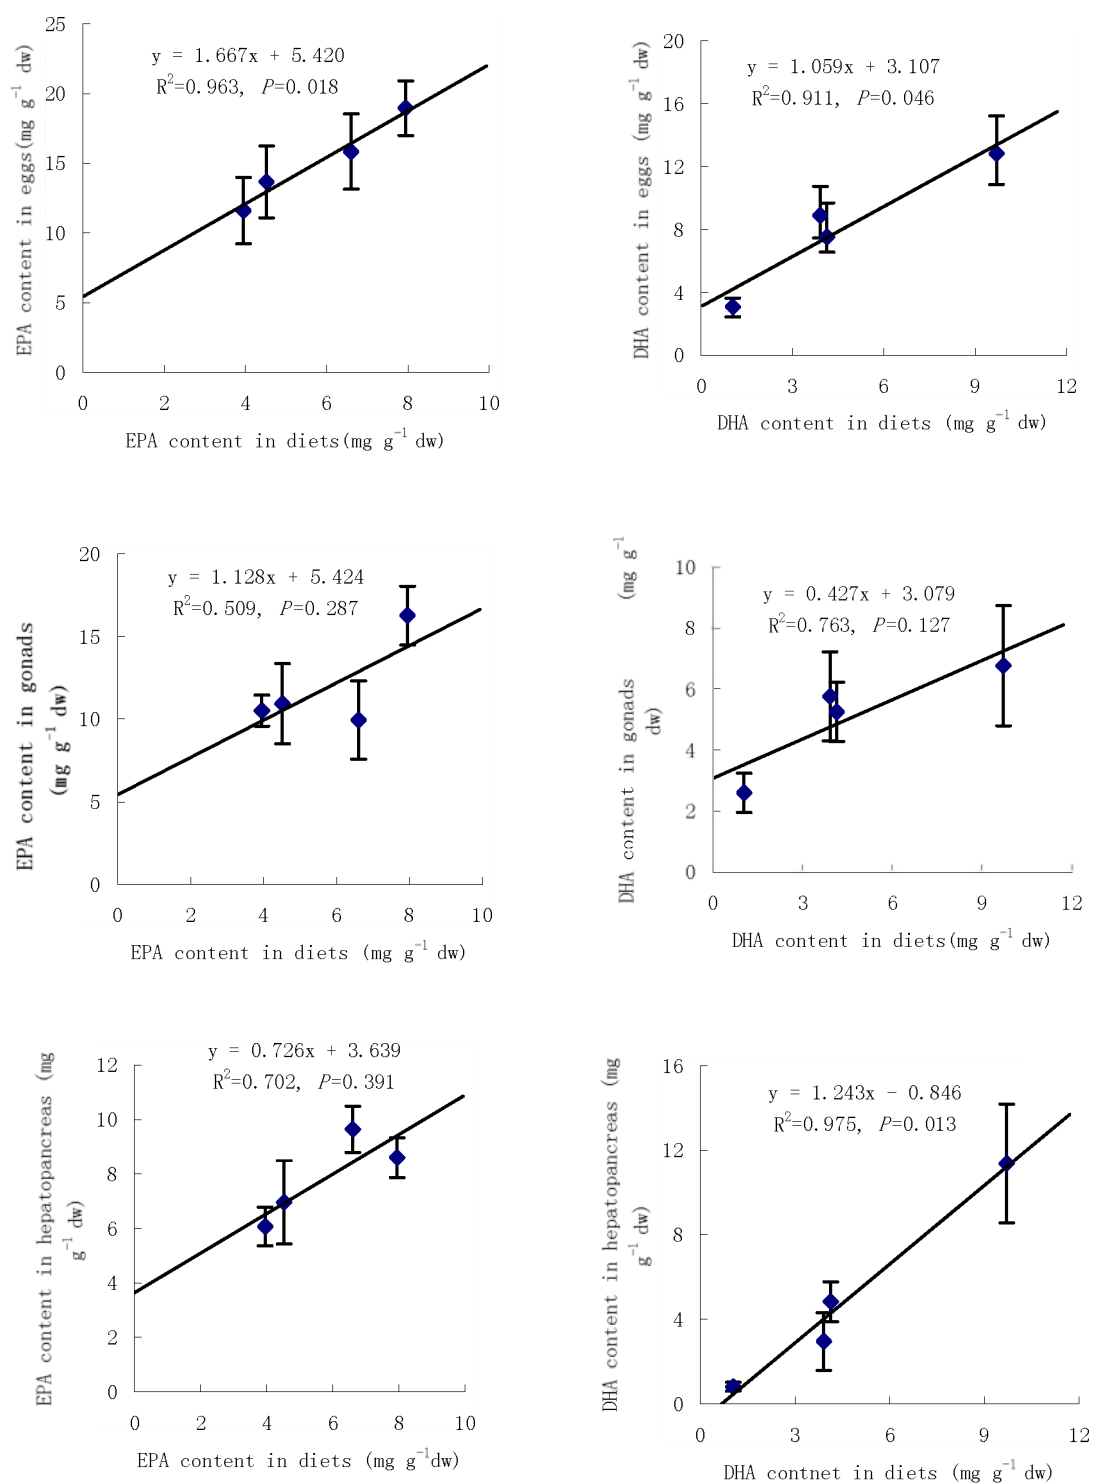 y = 1.667x + 5.420
R²=0.963, P=0.018
EPA content in eggs(mg g⁻¹ dw)
25
20
15
10
5
0
0 2 4 6 8 10
EPA content in diets(mg g⁻¹ dw)
y = 1.059x + 3.107
R²=0.911, P=0.046
DHA content in eggs (mg g⁻¹ dw)
20
16
12
8
4
0
0 3 6 9 12
DHA content in diets (mg g⁻¹ dw)
y = 1.128x + 5.424
R²=0.509, P=0.287
EPA content in gonads
(mg g⁻¹ dw)
20
15
10
5
0
0 2 4 6 8 10
EPA content in diets (mg g⁻¹ dw)
y = 0.427x + 3.079
R²=0.763, P=0.127
DHA content in gonads (mg g⁻¹
dw)
10
8
6
4
2
0
0 3 6 9 12
DHA content in diets(mg g⁻¹ dw)
y = 0.726x + 3.639
R²=0.702, P=0.391
EPA content in hepatopancreas (mg
g⁻¹ dw)
12
10
8
6
4
2
0
0 2 4 6 8 10
EPA content in diets (mg g⁻¹dw)
y = 1.243x − 0.846
R²=0.975, P=0.013
DHA content in hepatopancreas (mg
g⁻¹ dw)
16
12
8
4
0
0 3 6 9 12
DHA contnet in diets (mg g⁻¹ dw)